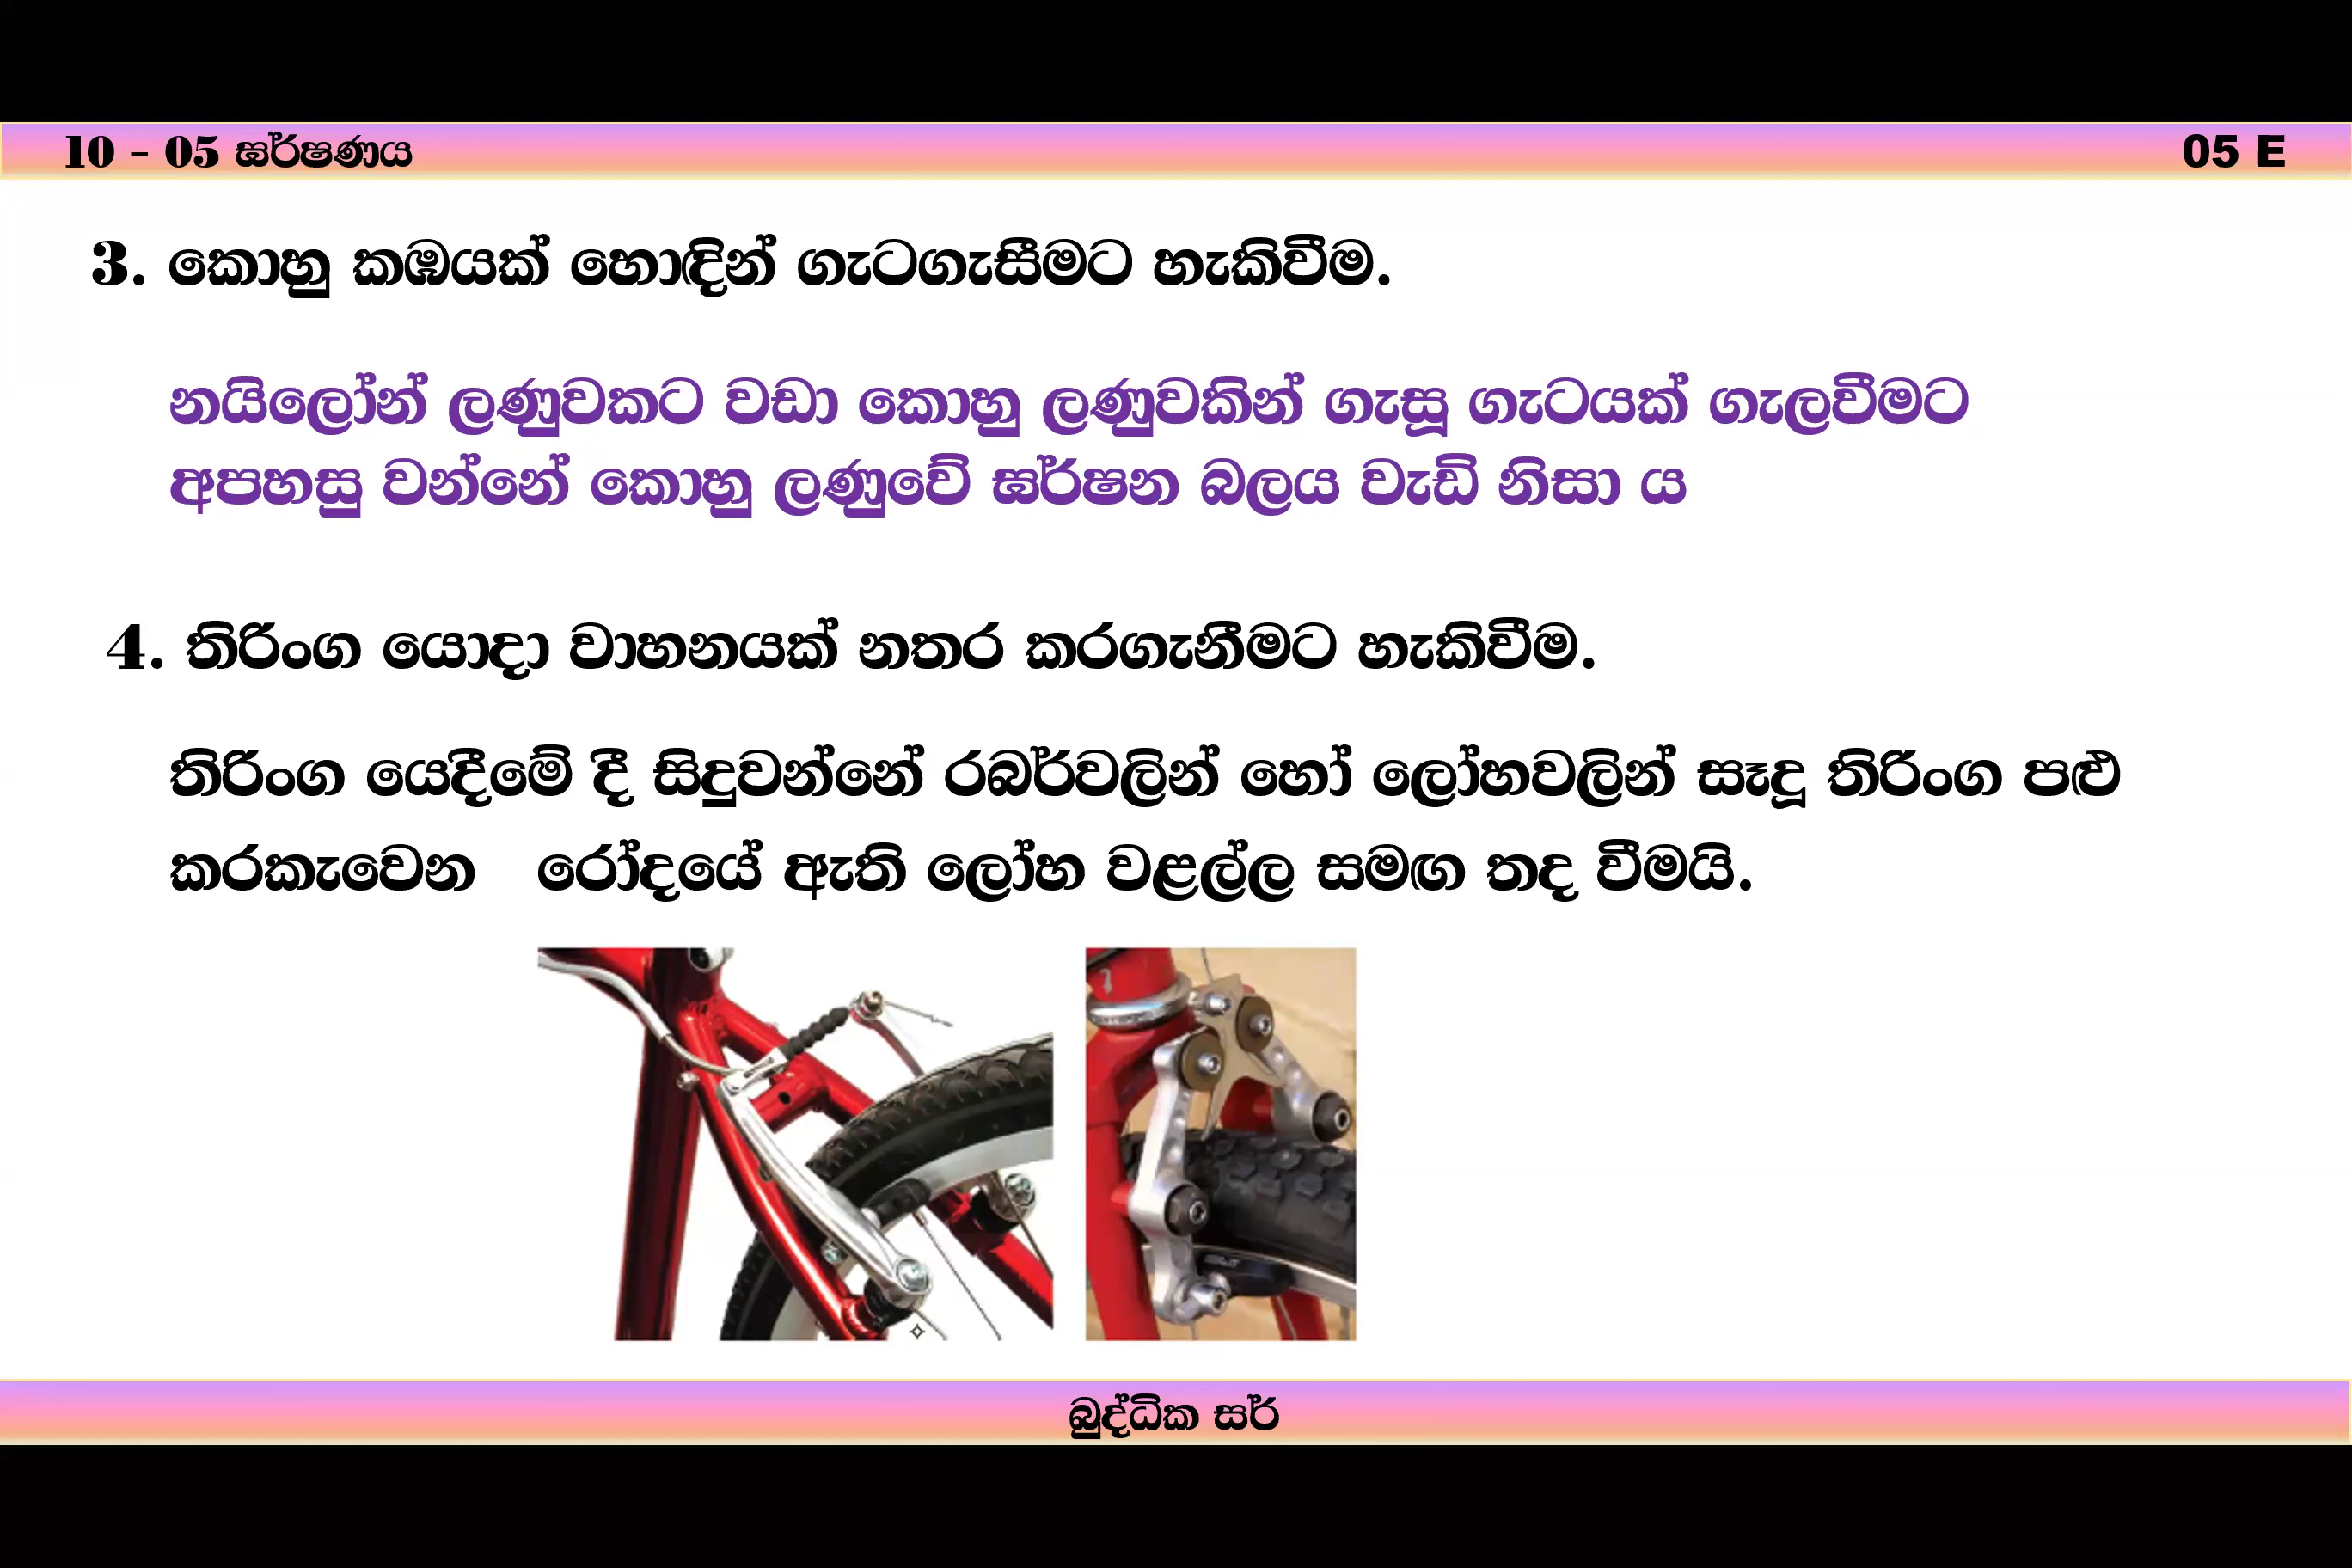 10 - 05 ඝර්ෂණය
05 E
3. කොහු කඹයක් හොඳින් ගැටගැසීමට හැකිවීම.
නයිලෝන් ලණුවකට වඩා කොහු ලණුවකින් ගැසූ ගැටයක් ගැලවීමට
අපහසු වන්නේ කොහු ලණුවේ ඝර්ෂන බලය වැඩි නිසා ය
4. තිරිංග යොදා වාහනයක් නතර කරගැනීමට හැකිවීම.
තිරිංග යෙදීමේ දී සිදුවන්නේ රබර්වලින් හෝ ලෝහවලින් සෑදූ තිරිංග පළු
කරකැවෙන රෝදයේ ඇති ලෝහ වළල්ල සමඟ තද වීමයි.
බුද්ධික සර්